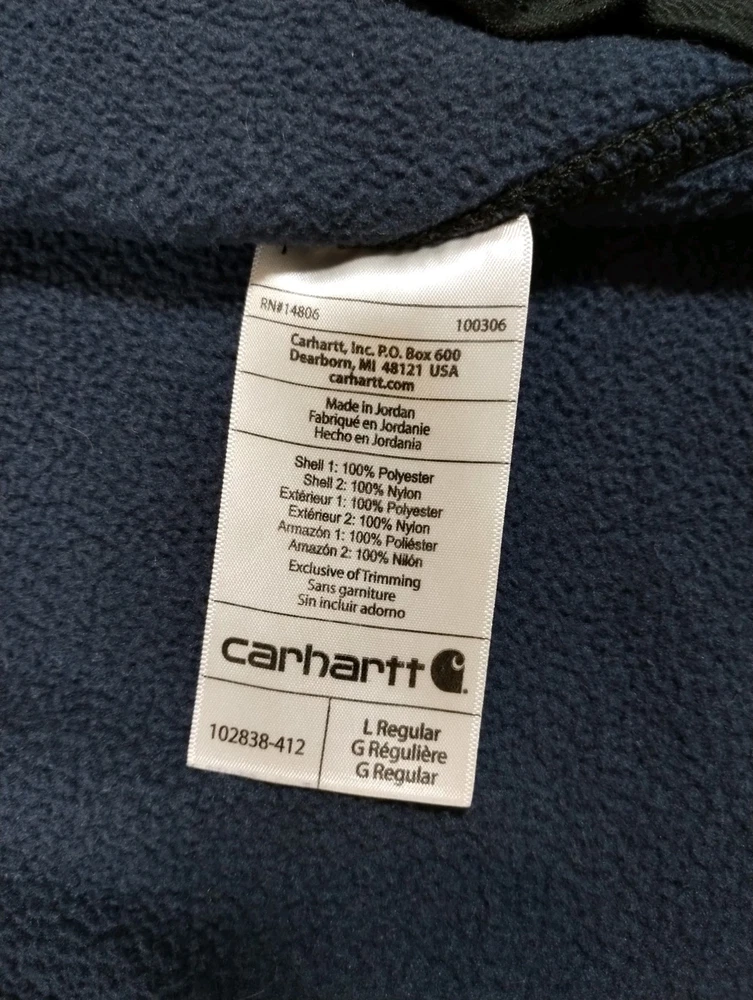 RN#14806
100306
Carhartt, Inc. P.O. Box 600
Dearborn, MI 48121 USA
carhartt.com
Made in Jordan
Fabriqué en Jordanie
Hecho en Jordania
Shell 1: 100% Polyester
Shell 2: 100% Nylon
Extérieur 1: 100% Polyester
Extérieur 2: 100% Nylon
Armazón 1: 100% Poliéster
Armazón 2: 100% Nilón
Exclusive of Trimming
Sans garniture
Sin incluir adorno
carhartt
102838-412
L Regular
G Régulière
G Regular